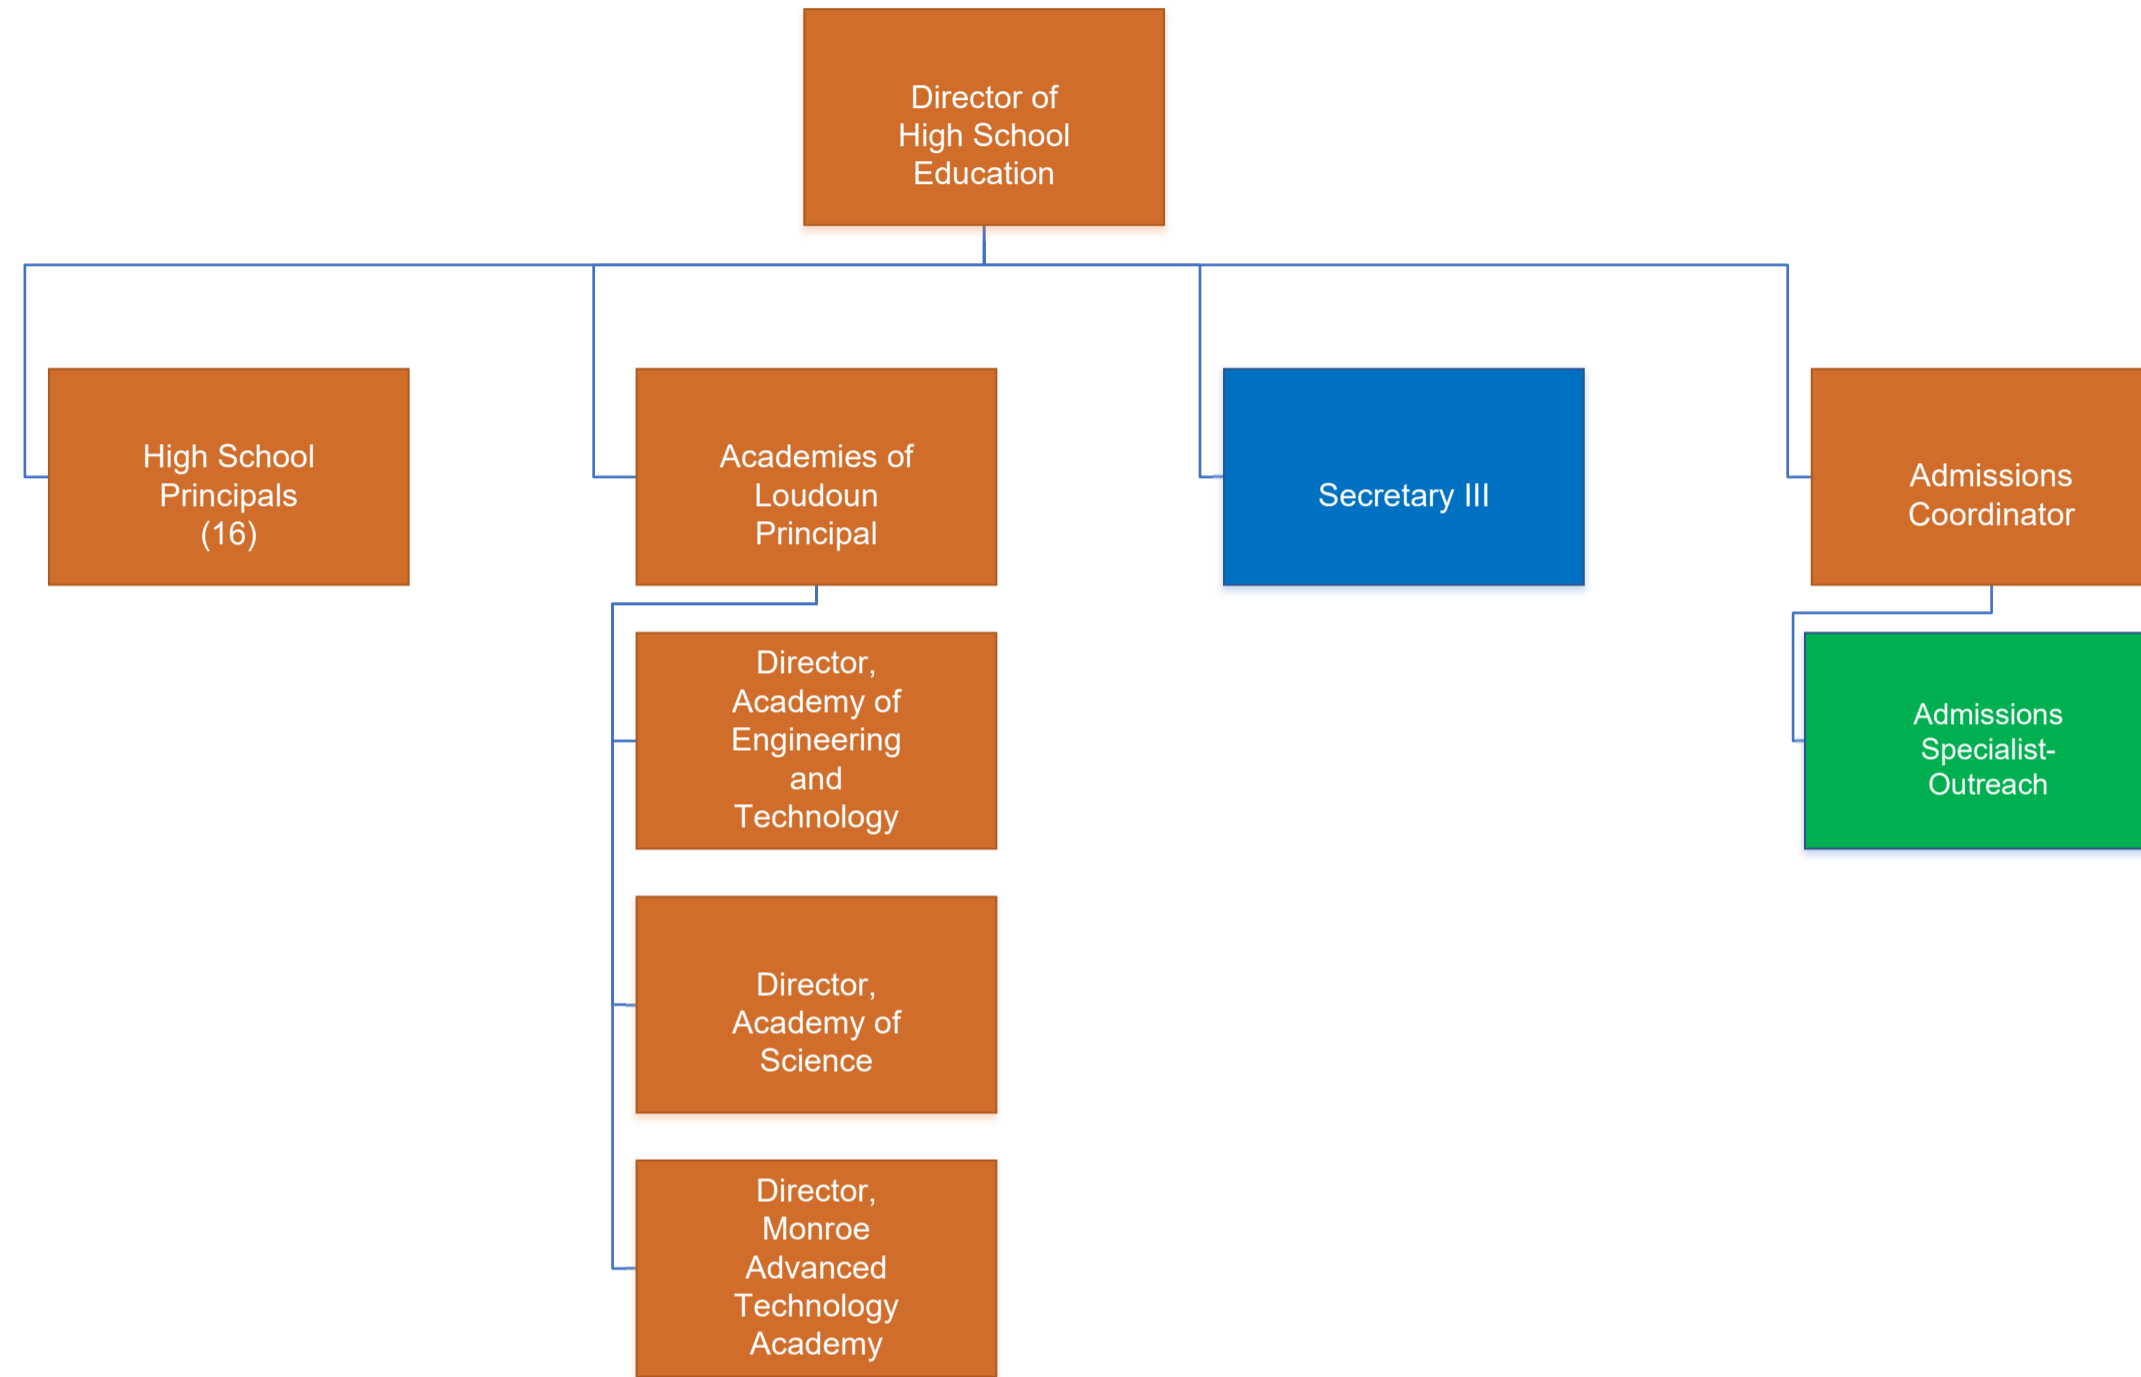 Director of
High School
Education
High School
Principals
(16)
Academies of
Loudoun
Principal
Secretary III
Admissions
Coordinator
Director,
Academy of
Engineering
and
Technology
Admissions
Specialist-
Outreach
Director,
Academy of
Science
Director,
Monroe
Advanced
Technology
Academy